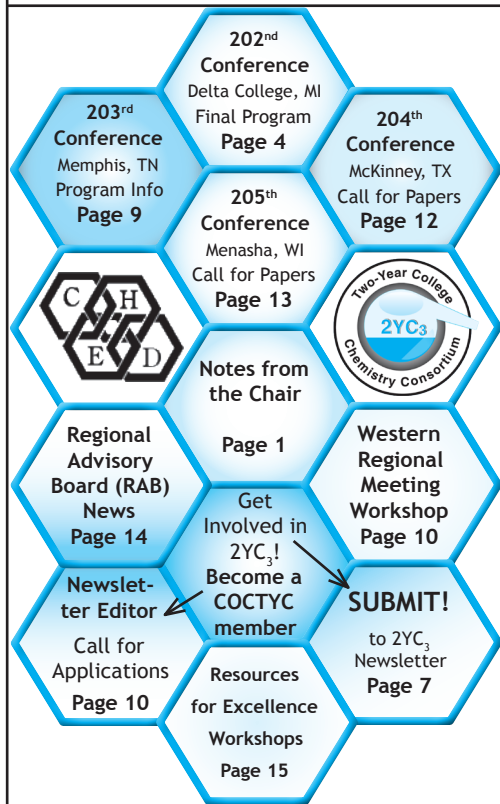 202nd
Conference
Delta College, MI
Final Program
Page 4
203rd
Conference
Memphis, TN
Program Info
Page 9
204th
Conference
McKinney, TX
Call for Papers
Page 12
205th
Conference
Menasha, WI
Call for Papers
Page 13
C H
E D
Two-Year College
2YC3
Chemistry Consortium
Notes from
the Chair
Page 1
Regional
Advisory
Board (RAB)
News
Page 14
Western
Regional
Meeting
Workshop
Page 10
Get
Involved in
2YC3!
Become a
COCTYC
member
Newslet-
ter Editor
Call for
Applications
Page 10
SUBMIT!
to 2YC3
Newsletter
Page 7
Resources
for Excellence
Workshops
Page 15